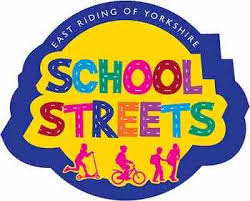 EAST RIDING OF YORKSHIRE
SCHOOL
STREETS